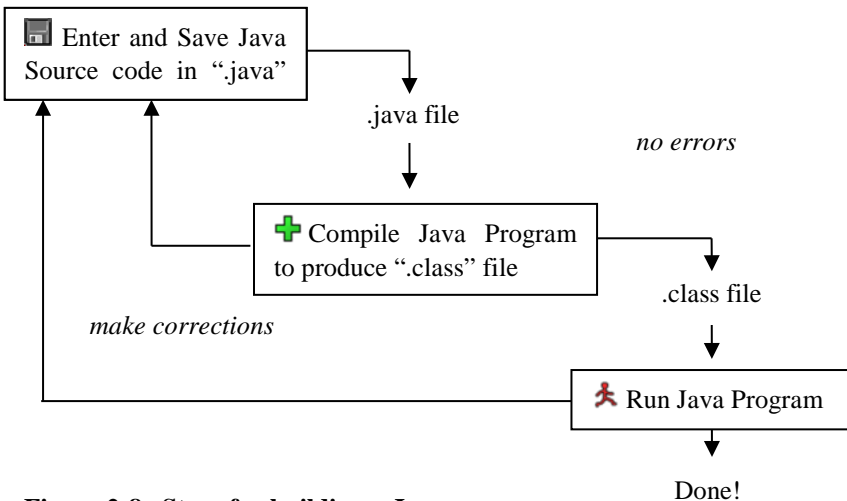 Enter and Save Java
Source code in “.java”
.java file
no errors
Compile Java Program
to produce “.class” file
.class file
make corrections
Run Java Program
Done!